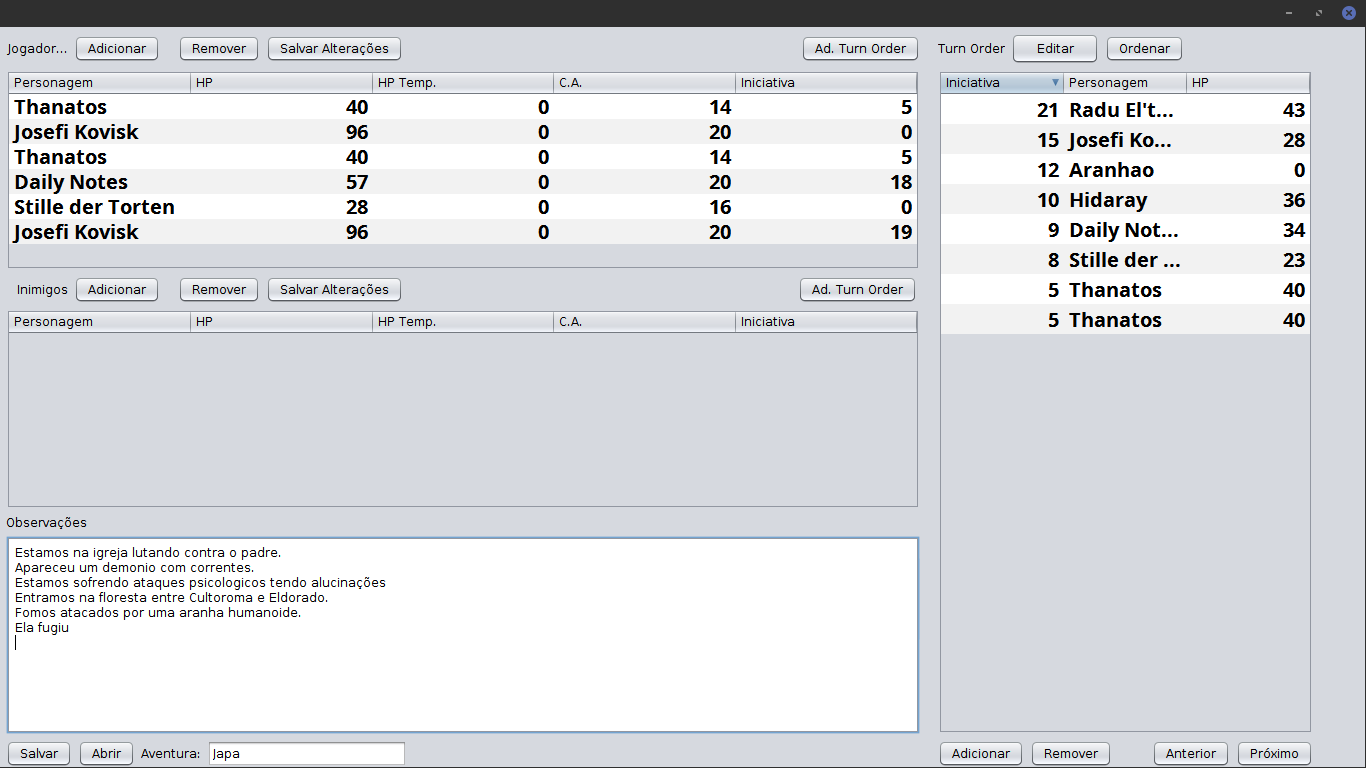 Jogador... Adicionar Remover Salvar Alterações Ad. Turn Order
Personagem HP HP Temp. C.A. Iniciativa
Thanatos 40 0 14 5
Josefi Kovisk 96 0 20 0
Thanatos 40 0 14 5
Daily Notes 57 0 20 18
Stille der Torten 28 0 16 0
Josefi Kovisk 96 0 20 19
Inimigos Adicionar Remover Salvar Alterações Ad. Turn Order
Personagem HP HP Temp. C.A. Iniciativa
Observações
Estamos na igreja lutando contra o padre.
Apareceu um demonio com correntes.
Estamos sofrendo ataques psicologicos tendo alucinações
Entramos na floresta entre Cultoroma e Eldorado.
Fomos atacados por uma aranha humanoide.
Ela fugiu
Salvar Abrir Aventura: Japa
Turn Order Editar Ordenar
Iniciativa Personagem HP
21 Radu El't... 43
15 Josefi Ko... 28
12 Aranhao 0
10 Hidaray 36
9 Daily Not... 34
8 Stille der ... 23
5 Thanatos 40
5 Thanatos 40
Adicionar Remover Anterior Próximo